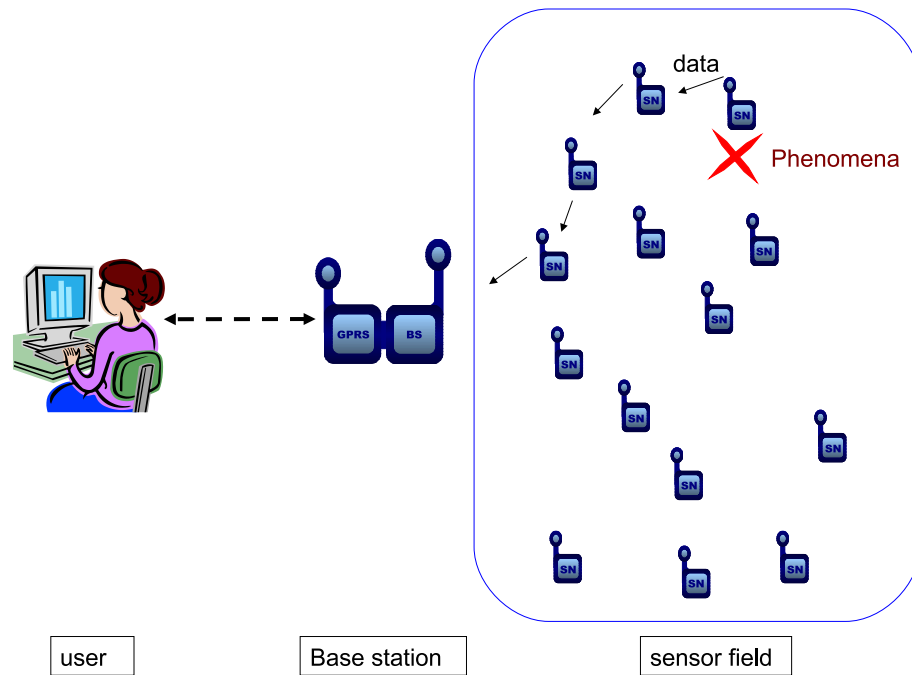 data
SN
SN
Phenomena
SN
SN
SN
SN
SN
GPRS
BS
SN
SN
SN
SN
SN
SN
SN
user
Base station
sensor field